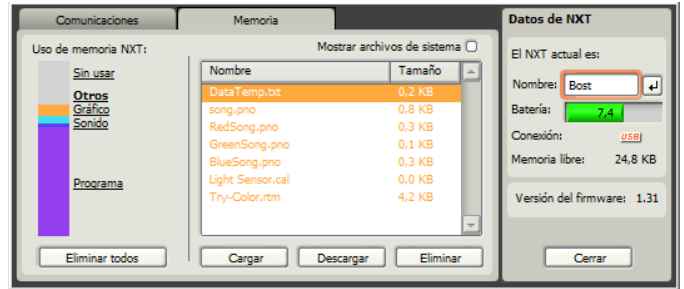 Comunicaciones
Memoria
Uso de memoria NXT:
Mostrar archivos de sistema
Sin usar
Otros
Gráfico
Sonido
Programa
Nombre Tamaño
DataTemp.txt 0,2 KB
song.pno 0,8 KB
RedSong.pno 0,3 KB
GreenSong.pno 0,1 KB
BlueSong.pno 0,3 KB
Light Sensor.cal 0,0 KB
Try-Color.rtm 4,2 KB
Eliminar todos
Cargar
Descargar
Eliminar
Datos de NXT
El NXT actual es:
Nombre: Bost
Batería: 7,4
Conexión: USB
Memoria libre: 24,8 KB
Versión del firmware: 1.31
Cerrar